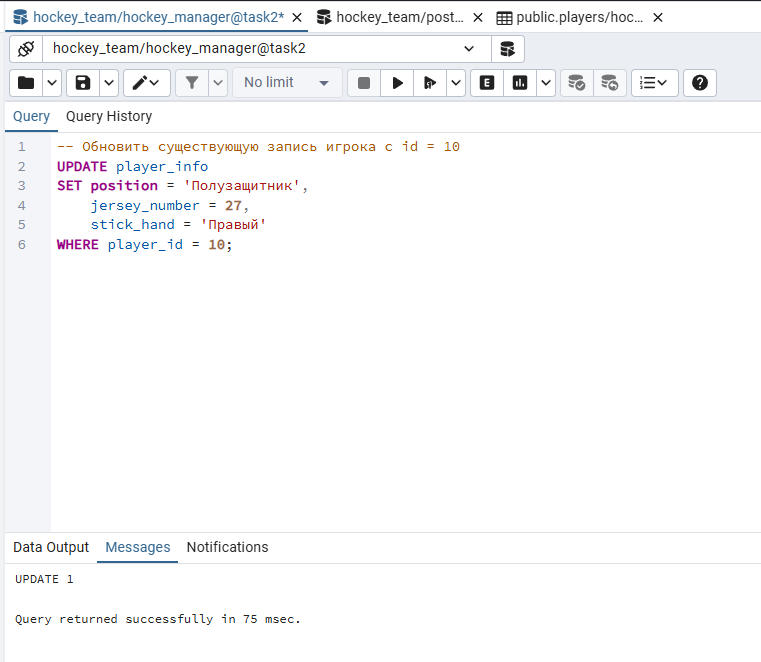 hockey_team/hockey_manager@task2* hockey_team/post... public.players/hoc...
hockey_team/hockey_manager@task2
No limit E
Query Query History
1 -- Обновить существующую запись игрока с id = 10
2 UPDATE player_info
3 SET position = 'Полузащитник',
4 jersey_number = 27,
5 stick_hand = 'Правый'
6 WHERE player_id = 10;
Data Output Messages Notifications
UPDATE 1
Query returned successfully in 75 msec.